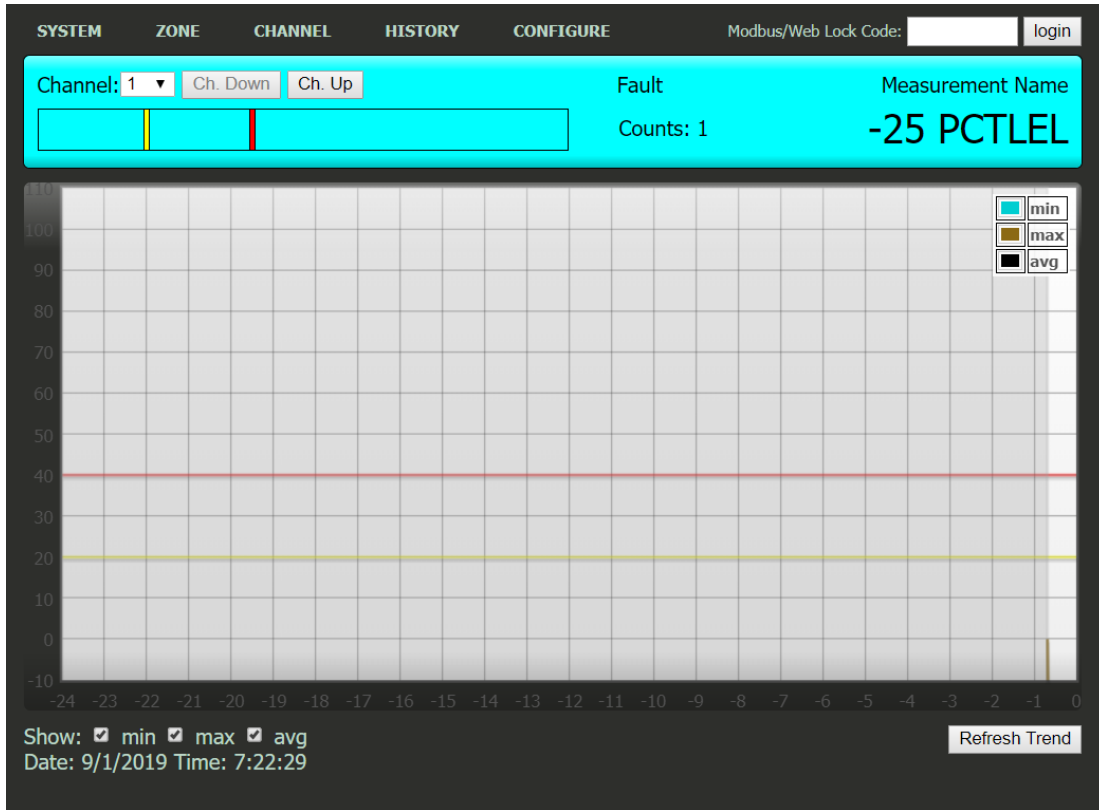 SYSTEM ZONE CHANNEL HISTORY CONFIGURE Modbus/Web Lock Code: login
Channel: 1 Ch. Down Ch. Up Fault Measurement Name
Counts: 1 -25 PCTLEL
110
100
90
80
70
60
50
40
30
20
10
0
-10
min
max
avg
-24 -23 -22 -21 -20 -19 -18 -17 -16 -15 -14 -13 -12 -11 -10 -9 -8 -7 -6 -5 -4 -3 -2 -1 0
Show: min max avg Refresh Trend
Date: 9/1/2019 Time: 7:22:29